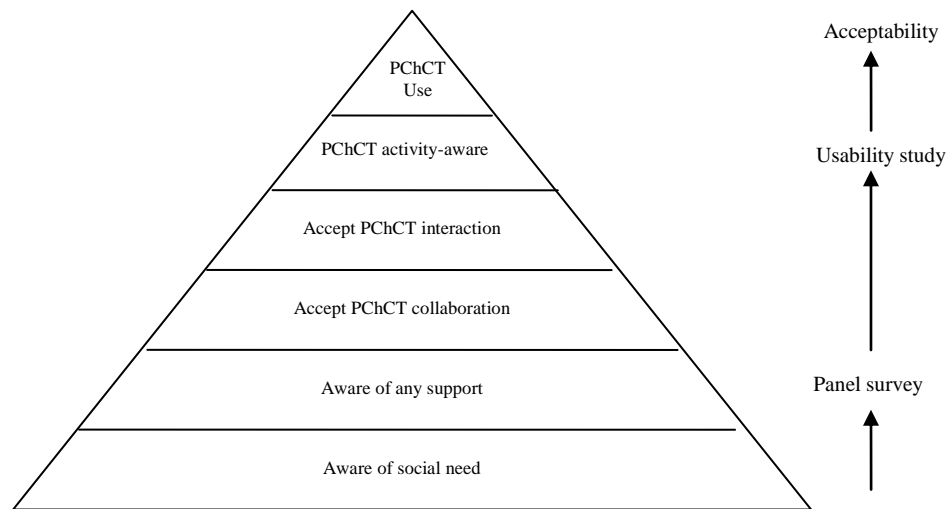 PChCT
Use
PChCT activity-aware
Accept PChCT interaction
Accept PChCT collaboration
Aware of any support
Aware of social need
Acceptability
Usability study
Panel survey